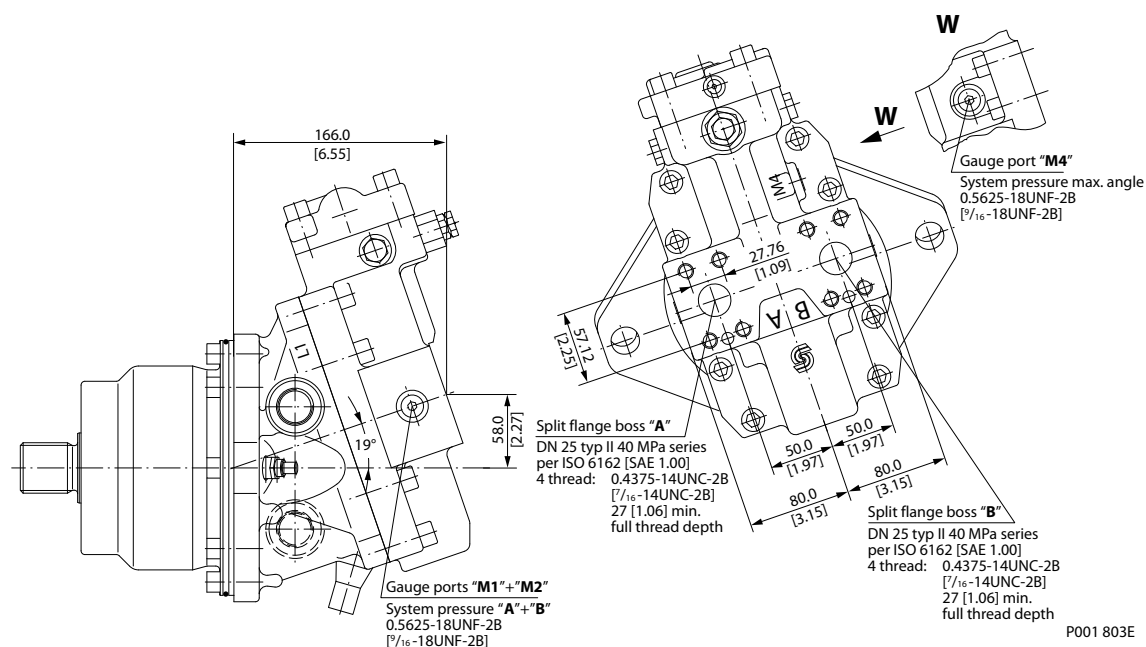 166.0
[6.55]
L1
19°
58.0
[2.27]
Gauge ports "M1"+"M2"
System pressure "A"+"B"
0.5625-18UNF-2B
[9/16-18UNF-2B]
W
W
Gauge port "M4"
System pressure max. angle
0.5625-18UNF-2B
[9/16-18UNF-2B]
M4
27.76
[1.09]
57.12
[2.25]
B A
50.0
[1.97]
50.0
[1.97]
80.0
[3.15]
80.0
[3.15]
Split flange boss "A"
DN 25 typ II 40 MPa series
per ISO 6162 [SAE 1.00]
4 thread: 0.4375-14UNC-2B
[7/16-14UNC-2B]
27 [1.06] min.
full thread depth
Split flange boss "B"
DN 25 typ II 40 MPa series
per ISO 6162 [SAE 1.00]
4 thread: 0.4375-14UNC-2B
[7/16-14UNC-2B]
27 [1.06] min.
full thread depth
P001 803E